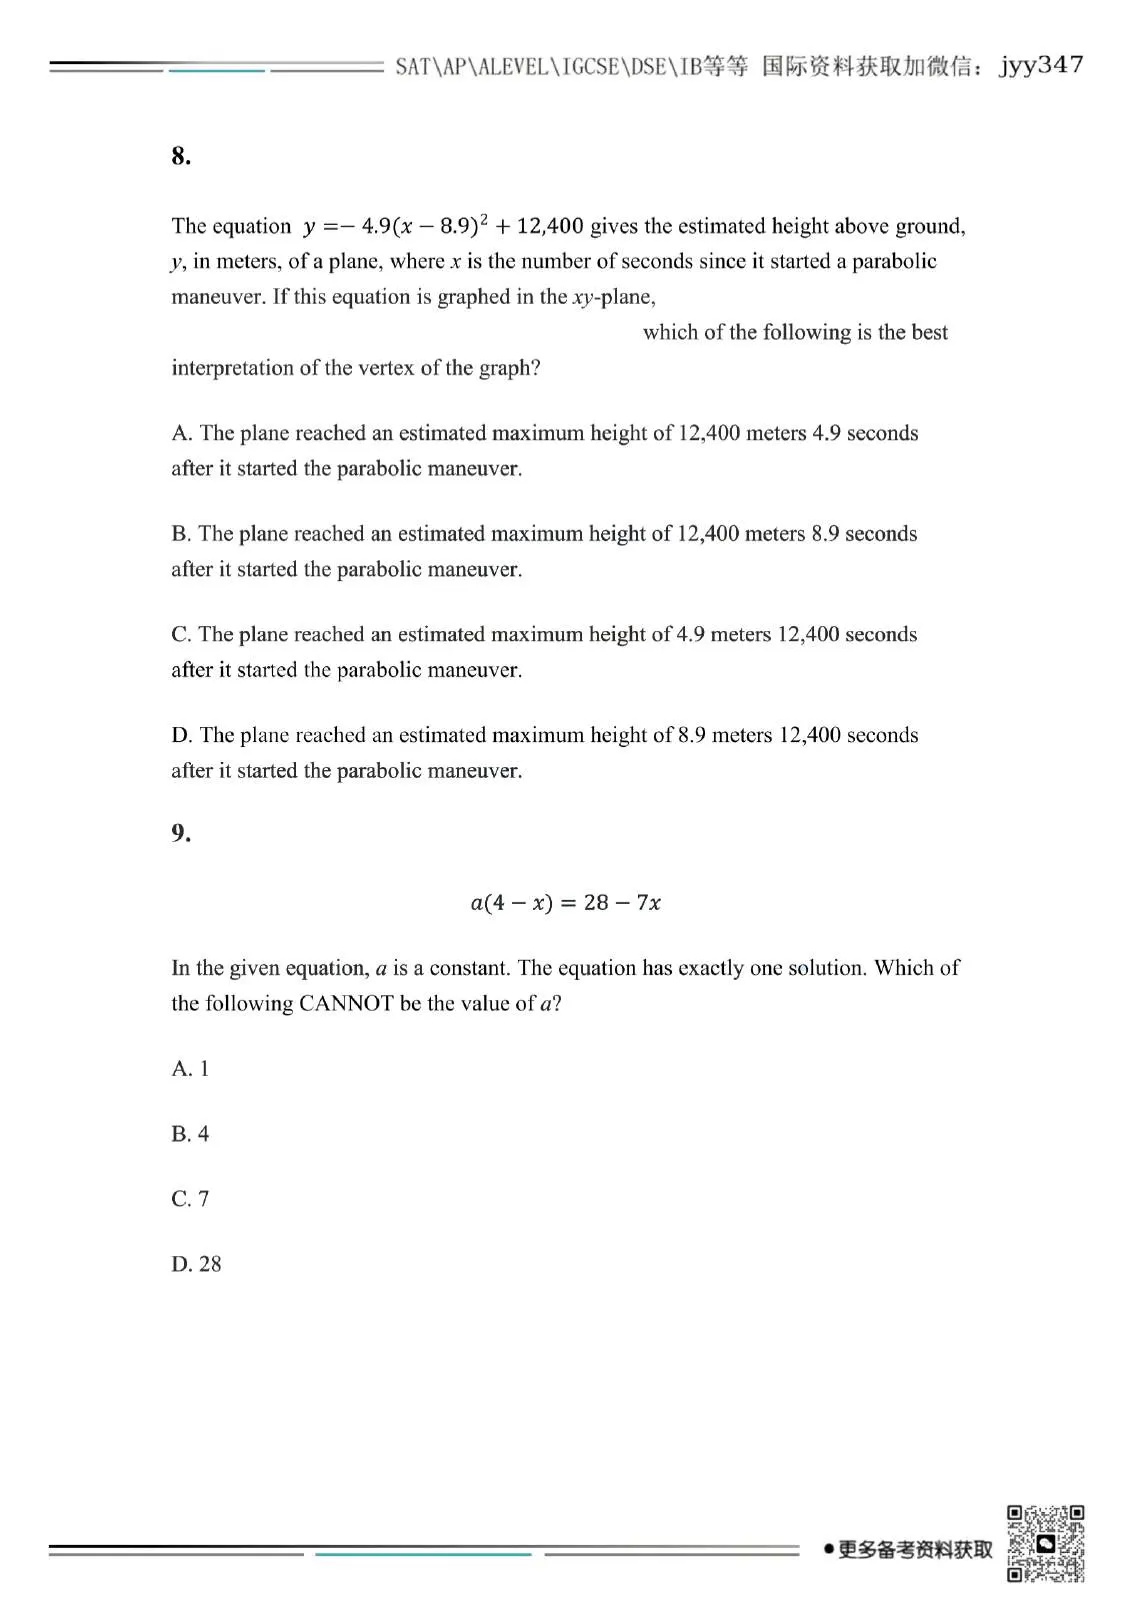 SAT\AP\ALEVEL\IGCSE\DSE\IB等等 国际资料获取加微信： jyy347
8.
The equation y =− 4.9(x − 8.9)² + 12,400 gives the estimated height above ground,
y, in meters, of a plane, where x is the number of seconds since it started a parabolic
maneuver. If this equation is graphed in the xy-plane,
which of the following is the best
interpretation of the vertex of the graph?
A. The plane reached an estimated maximum height of 12,400 meters 4.9 seconds
after it started the parabolic maneuver.
B. The plane reached an estimated maximum height of 12,400 meters 8.9 seconds
after it started the parabolic maneuver.
C. The plane reached an estimated maximum height of 4.9 meters 12,400 seconds
after it started the parabolic maneuver.
D. The plane reached an estimated maximum height of 8.9 meters 12,400 seconds
after it started the parabolic maneuver.
9.
a(4 − x) = 28 − 7x
In the given equation, a is a constant. The equation has exactly one solution. Which of
the following CANNOT be the value of a?
A. 1
B. 4
C. 7
D. 28
●更多备考资料获取